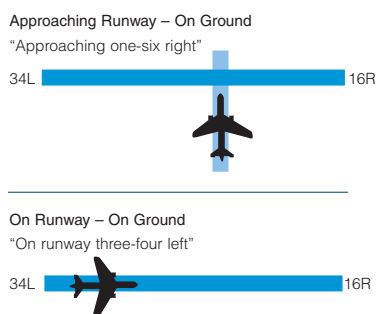 Approaching Runway – On Ground
“Approaching one-six right”
34L 16R
On Runway – On Ground
“On runway three-four left”
34L 16R